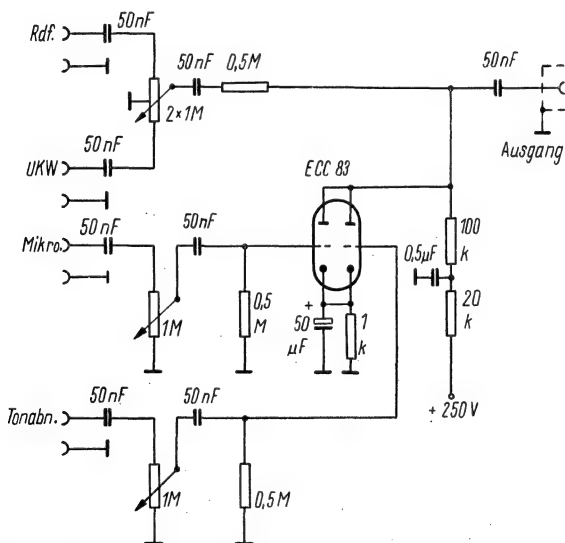 Rdf.
50nF
50nF
0,5M
50nF
2×1M
50nF
UKW
Ausgang
ECC 83
50nF
Mikro.
50nF
100
k
0,5µF
1M
0,5
M
+
50
µF
1
k
20
k
50nF
50nF
Tonabn.
+ 250V
1M
0,5M